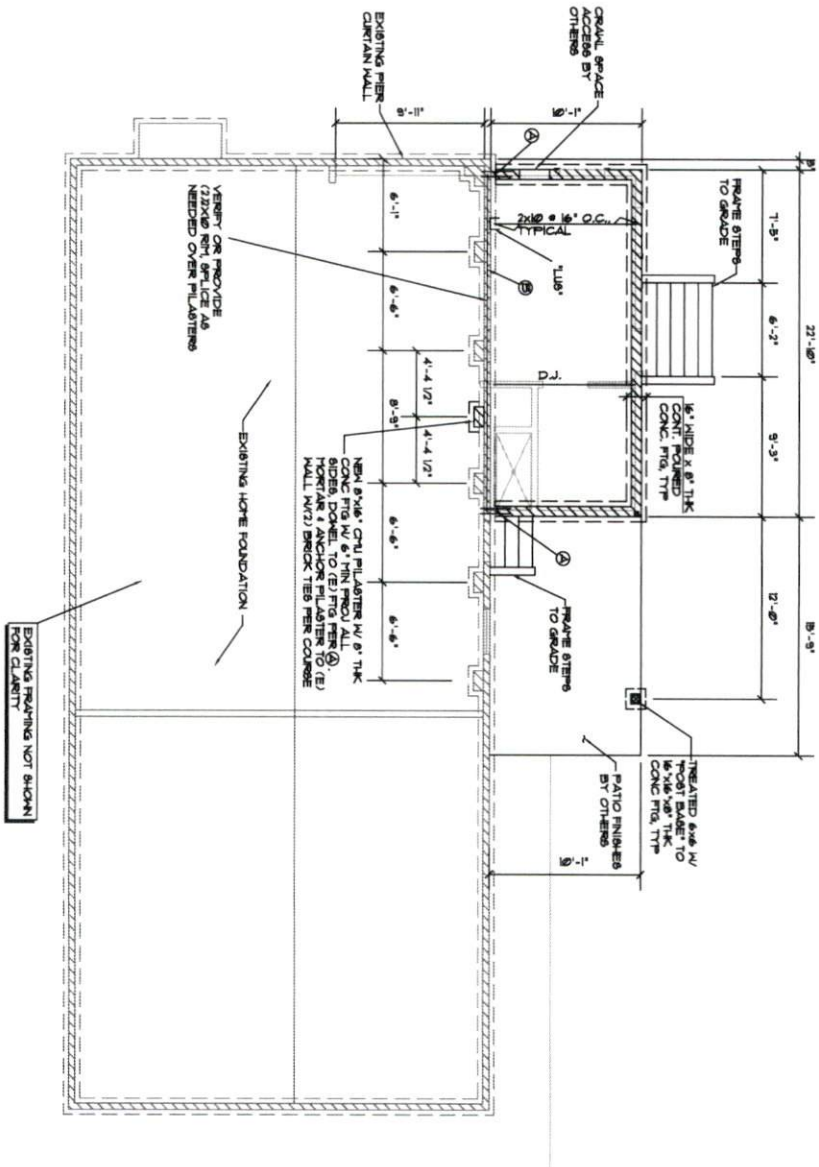 CRAWL SPACE
ACCESS BY
OTHERS
EXISTING PIER
CURTAIN WALL
9'-11"
10'-1"
A
8"
7'-3"
22'-10"
6'-2"
9'-3"
12'-0"
15'-9"
FRAME STEPS
TO GRADE
2x10 @ 16" O.C.,
TYPICAL
"LUS"
B
D.J.
16" WIDE x 8" THK
CONT. POURED
CONC. FTG, TYP
A
FRAME STEPS
TO GRADE
TREATED 6x6 W/
"POST BASE" TO
16"x16"x8" THK
CONC FTG, TYP
PATIO FINISHES
BY OTHERS
10'-1"
6'-1"
6'-6"
8'-9"
4'-4 1/2"
4'-4 1/2"
6'-6"
6'-6"
VERIFY OR PROVIDE
(2)2X10 RIM, SPLICE AS
NEEDED OVER PILASTERS
NEW 8"x16" CMU PILASTER W/ 8" THK
CONC FTG W/ 6" MIN PROJ ALL
SIDES, DOWEL TO (E) FTG PER A.
MORTAR & ANCHOR PILASTER TO (E)
WALL W/(2) BRICK TIES PER COURSE
EXISTING HOME FOUNDATION
EXISTING FRAMING NOT SHOWN
FOR CLARITY